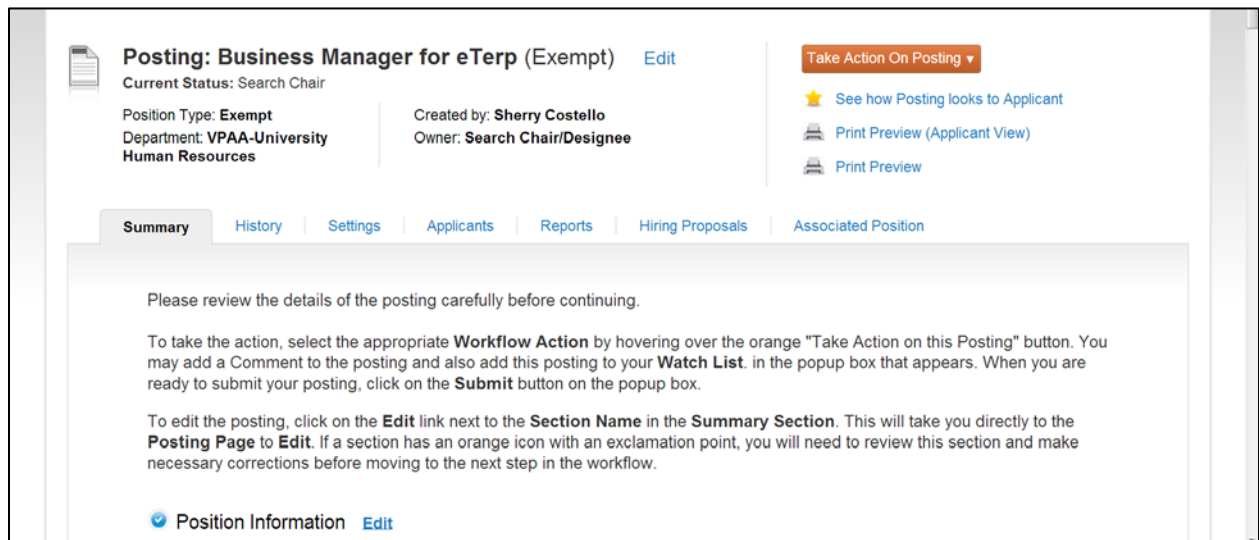 Posting: Business Manager for eTerp (Exempt) Edit
Current Status: Search Chair
Position Type: Exempt
Department: VPAA-University
Human Resources
Created by: Sherry Costello
Owner: Search Chair/Designee
Take Action On Posting ▾
See how Posting looks to Applicant
Print Preview (Applicant View)
Print Preview
Summary History Settings Applicants Reports Hiring Proposals Associated Position
Please review the details of the posting carefully before continuing.
To take the action, select the appropriate Workflow Action by hovering over the orange "Take Action on this Posting" button. You
may add a Comment to the posting and also add this posting to your Watch List. in the popup box that appears. When you are
ready to submit your posting, click on the Submit button on the popup box.
To edit the posting, click on the Edit link next to the Section Name in the Summary Section. This will take you directly to the
Posting Page to Edit. If a section has an orange icon with an exclamation point, you will need to review this section and make
necessary corrections before moving to the next step in the workflow.
Position Information Edit